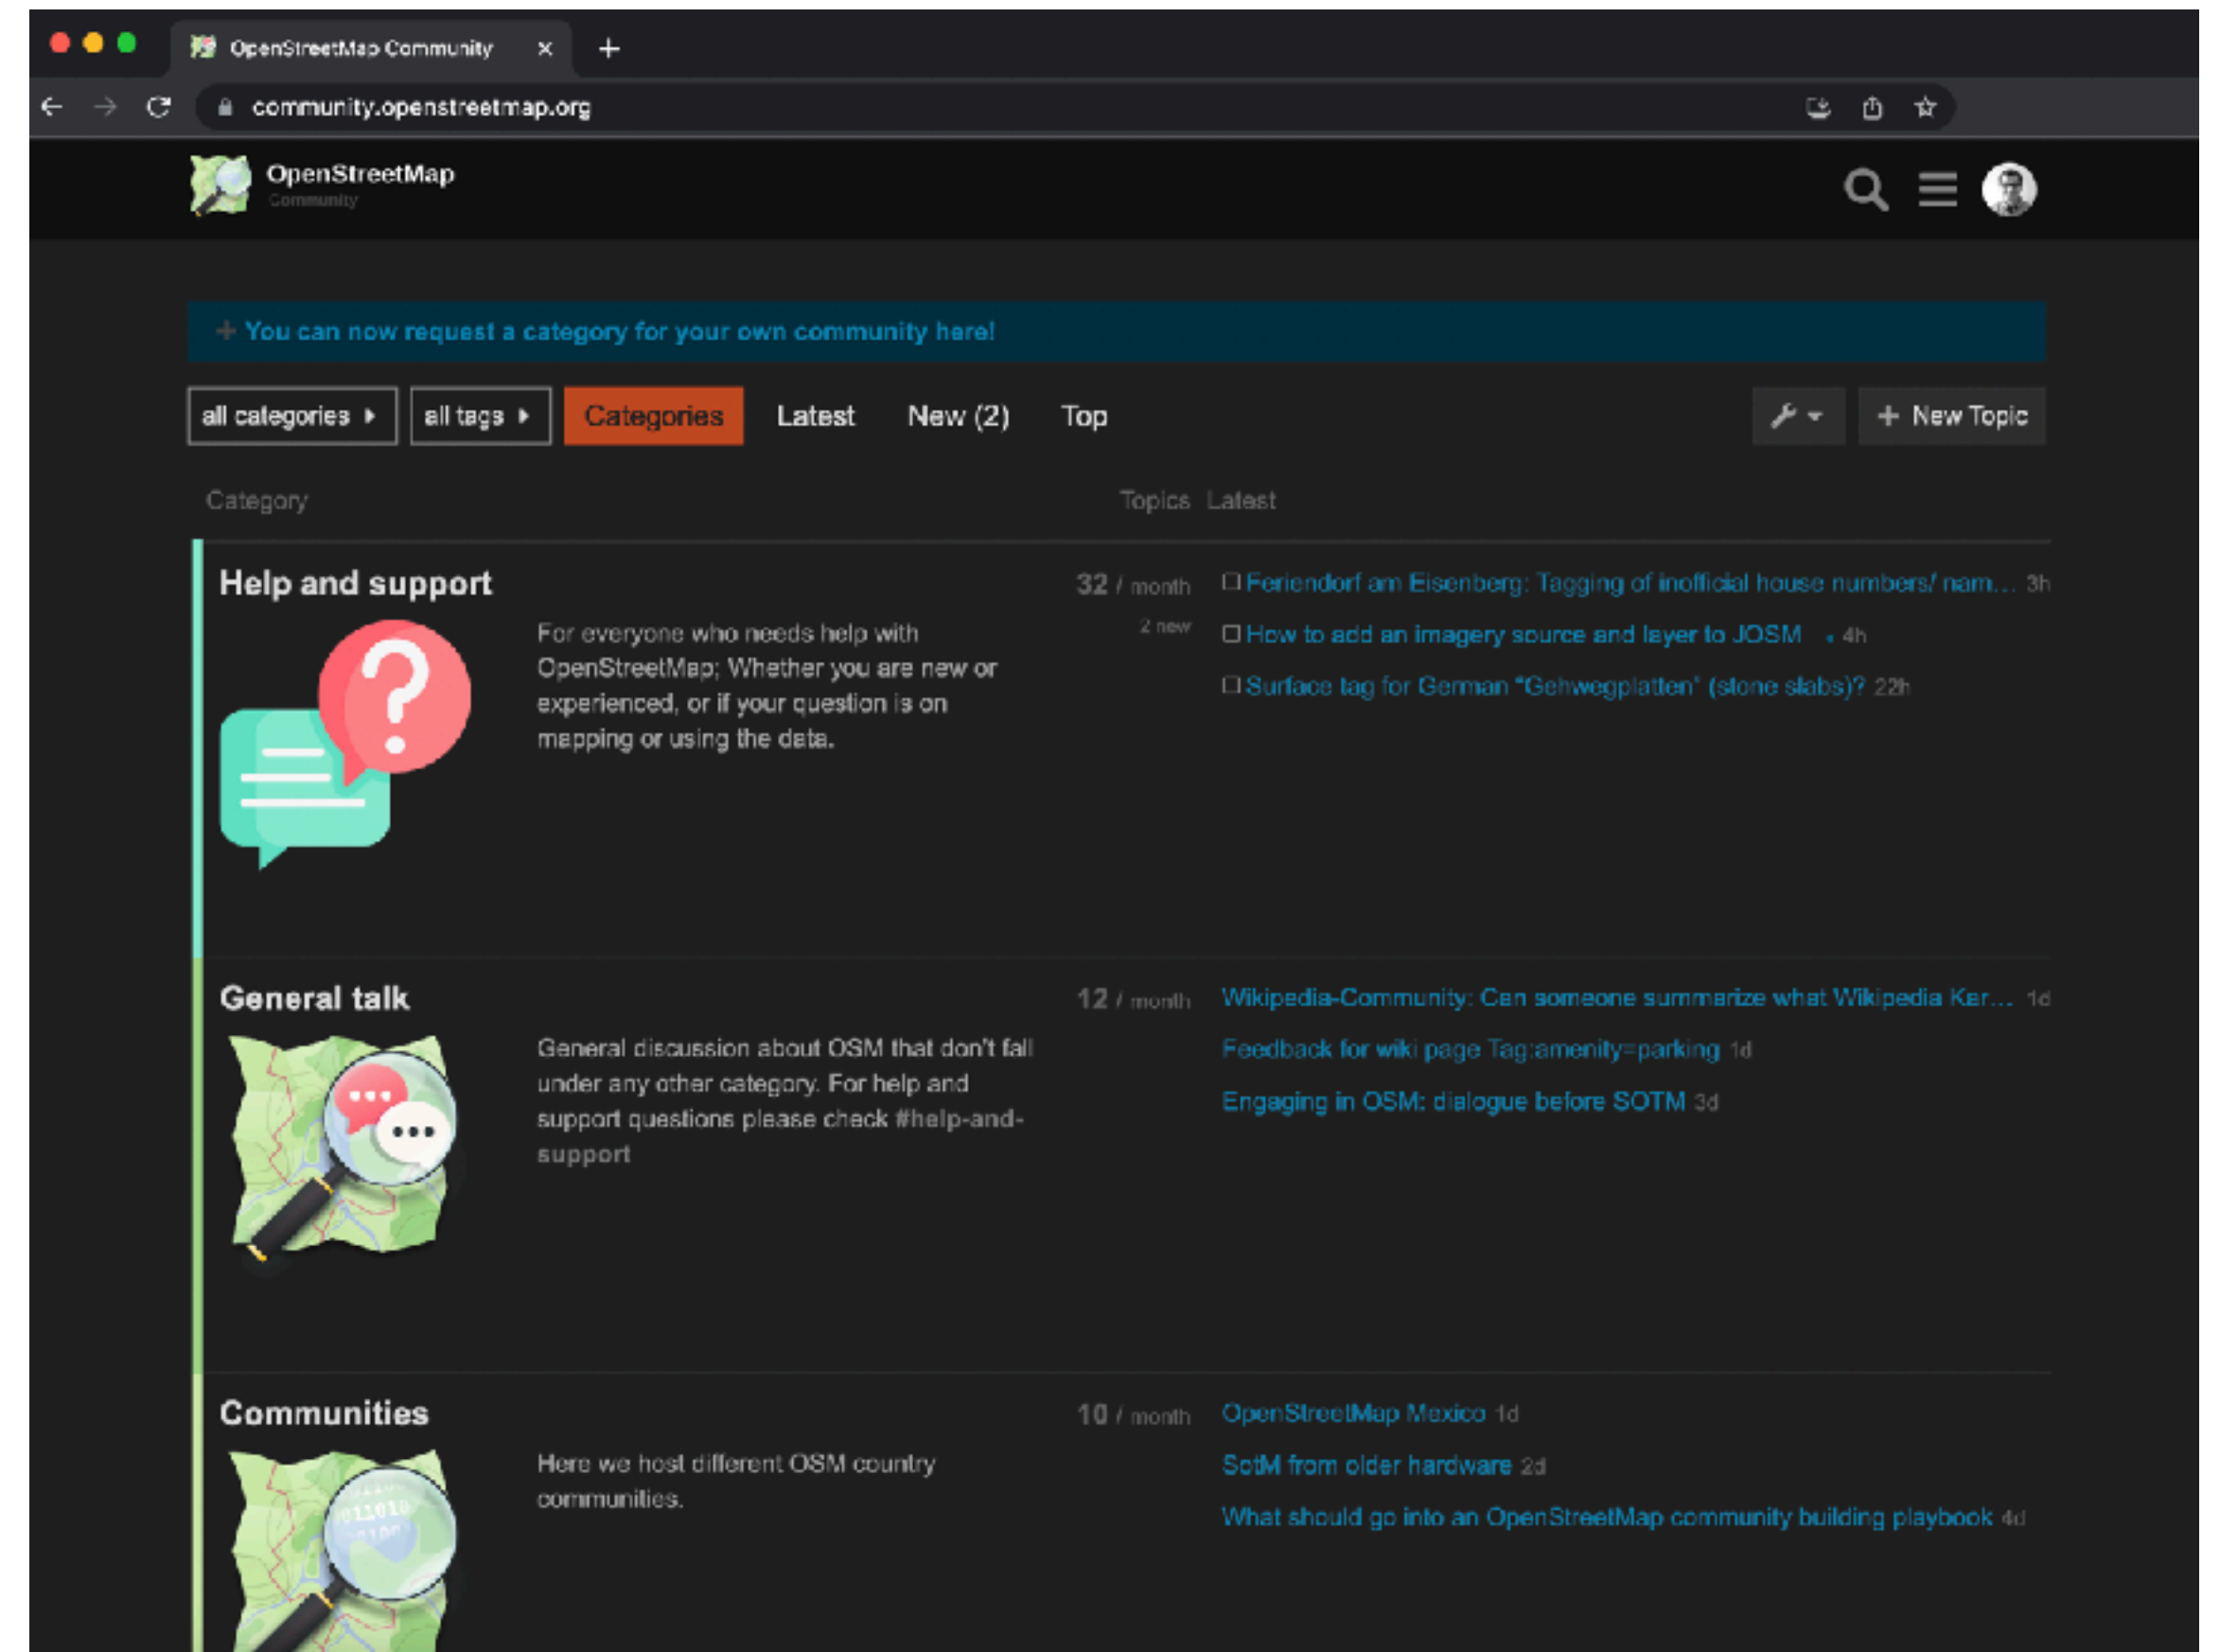 OpenStreetMap Community
community.openstreetmap.org
OpenStreetMap
Community
+ You can now request a category for your own community here!
all categories
all tags
Categories
Latest
New (2)
Top
+ New Topic
Category
Topics
Latest
Help and support
For everyone who needs help with
OpenStreetMap; Whether you are new or
experienced, or if your question is on
mapping or using the data.
32 / month
2 new
Feriendorf am Eisenberg: Tagging of inofficial house numbers/ nam... 3h
How to add an imagery source and layer to JOSM 4h
Surface tag for German "Gehwegplatten" (stone slabs)? 22h
General talk
General discussion about OSM that don't fall
under any other category. For help and
support questions please check #help-and-
support
12 / month
Wikipedia-Community: Can someone summarize what Wikipedia Kar... 1d
Feedback for wiki page Tag:amenity=parking 1d
Engaging in OSM: dialogue before SOTM 3d
Communities
Here we host different OSM country
communities.
10 / month
OpenStreetMap Mexico 1d
SotM from older hardware 2d
What should go into an OpenStreetMap community building playbook 4d